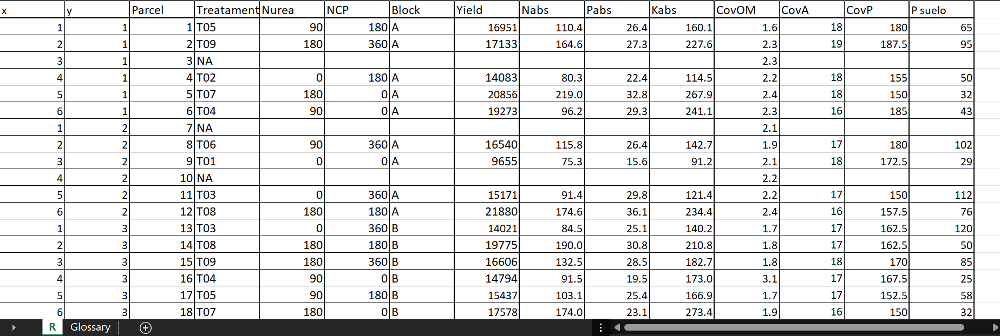 x y Parcel Treatament Nurea NCP Block Yield Nabs Pabs Kabs CovOM CovA CovP P suelo
1 1 1 T05 90 180 A 16951 110.4 26.4 160.1 1.6 18 180 65
2 1 2 T09 180 360 A 17133 164.6 27.3 227.6 2.3 19 187.5 95
3 1 3 NA 2.3
4 1 4 T02 0 180 A 14083 80.3 22.4 114.5 2.2 18 155 50
5 1 5 T07 180 0 A 20856 219.0 32.8 267.9 2.4 18 150 32
6 1 6 T04 90 0 A 19273 96.2 29.3 241.1 2.3 16 185 43
1 2 7 NA 2.1
2 2 8 T06 90 360 A 16540 115.8 26.4 142.7 1.9 17 180 102
3 2 9 T01 0 0 A 9655 75.3 15.6 91.2 2.1 18 172.5 29
4 2 10 NA 2.2
5 2 11 T03 0 360 A 15171 91.4 29.8 121.4 2.2 17 150 112
6 2 12 T08 180 180 A 21880 174.6 36.1 234.4 2.4 16 157.5 76
1 3 13 T03 0 360 B 14021 84.5 25.1 140.2 1.7 17 162.5 120
2 3 14 T08 180 180 B 19775 190.0 30.8 210.8 1.8 17 162.5 50
3 3 15 T09 180 360 B 16606 132.5 28.5 182.7 1.8 18 170 85
4 3 16 T04 90 0 B 14794 91.5 19.5 173.0 3.1 17 167.5 25
5 3 17 T05 90 180 B 15437 103.1 25.4 166.9 1.7 17 152.5 58
6 3 18 T07 180 0 B 17578 174.0 23.1 273.4 1.9 16 150 32
R Glossary